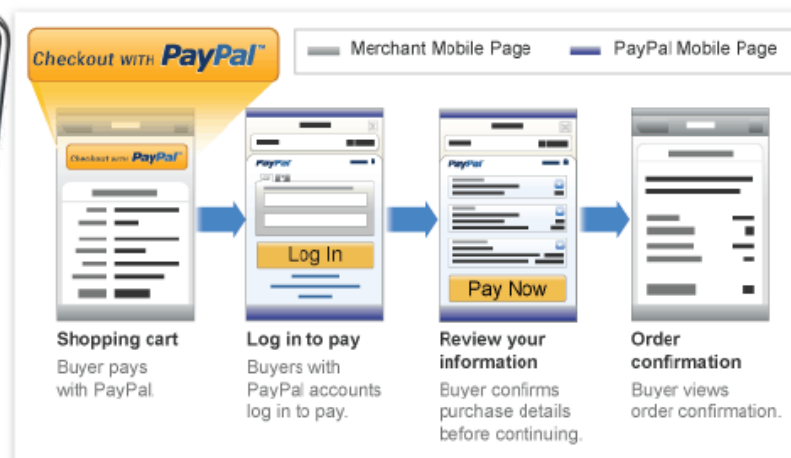 Checkout WITH PayPal™
Merchant Mobile Page
PayPal Mobile Page
Checkout WITH PayPal
PayPal
Log In
PayPal
Pay Now
Shopping cart
Buyer pays
with PayPal.
Log in to pay
Buyers with
PayPal accounts
log in to pay.
Review your
information
Buyer confirms
purchase details
before continuing.
Order
confirmation
Buyer views
order confirmation.